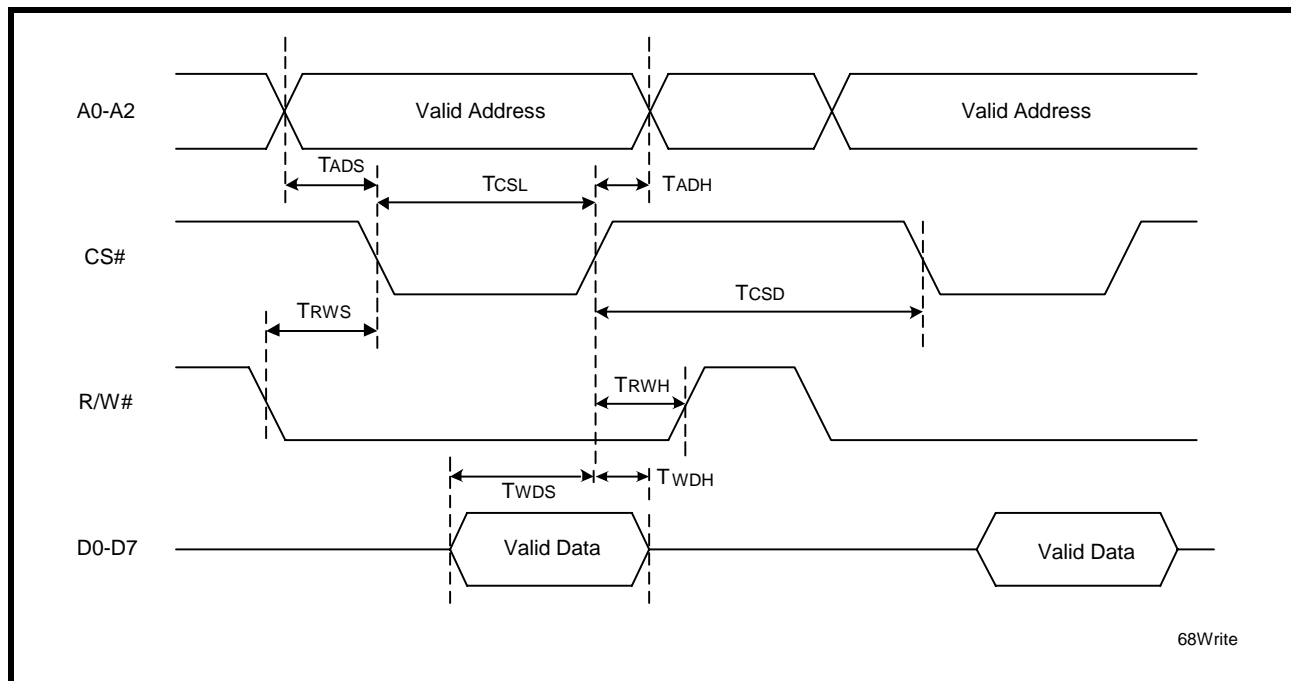 A0-A2
Valid Address
Valid Address
TADS
TCSL
TADH
CS#
TCSD
TRWS
TRWH
R/W#
TWDS
TWDH
D0-D7
Valid Data
Valid Data
68Write